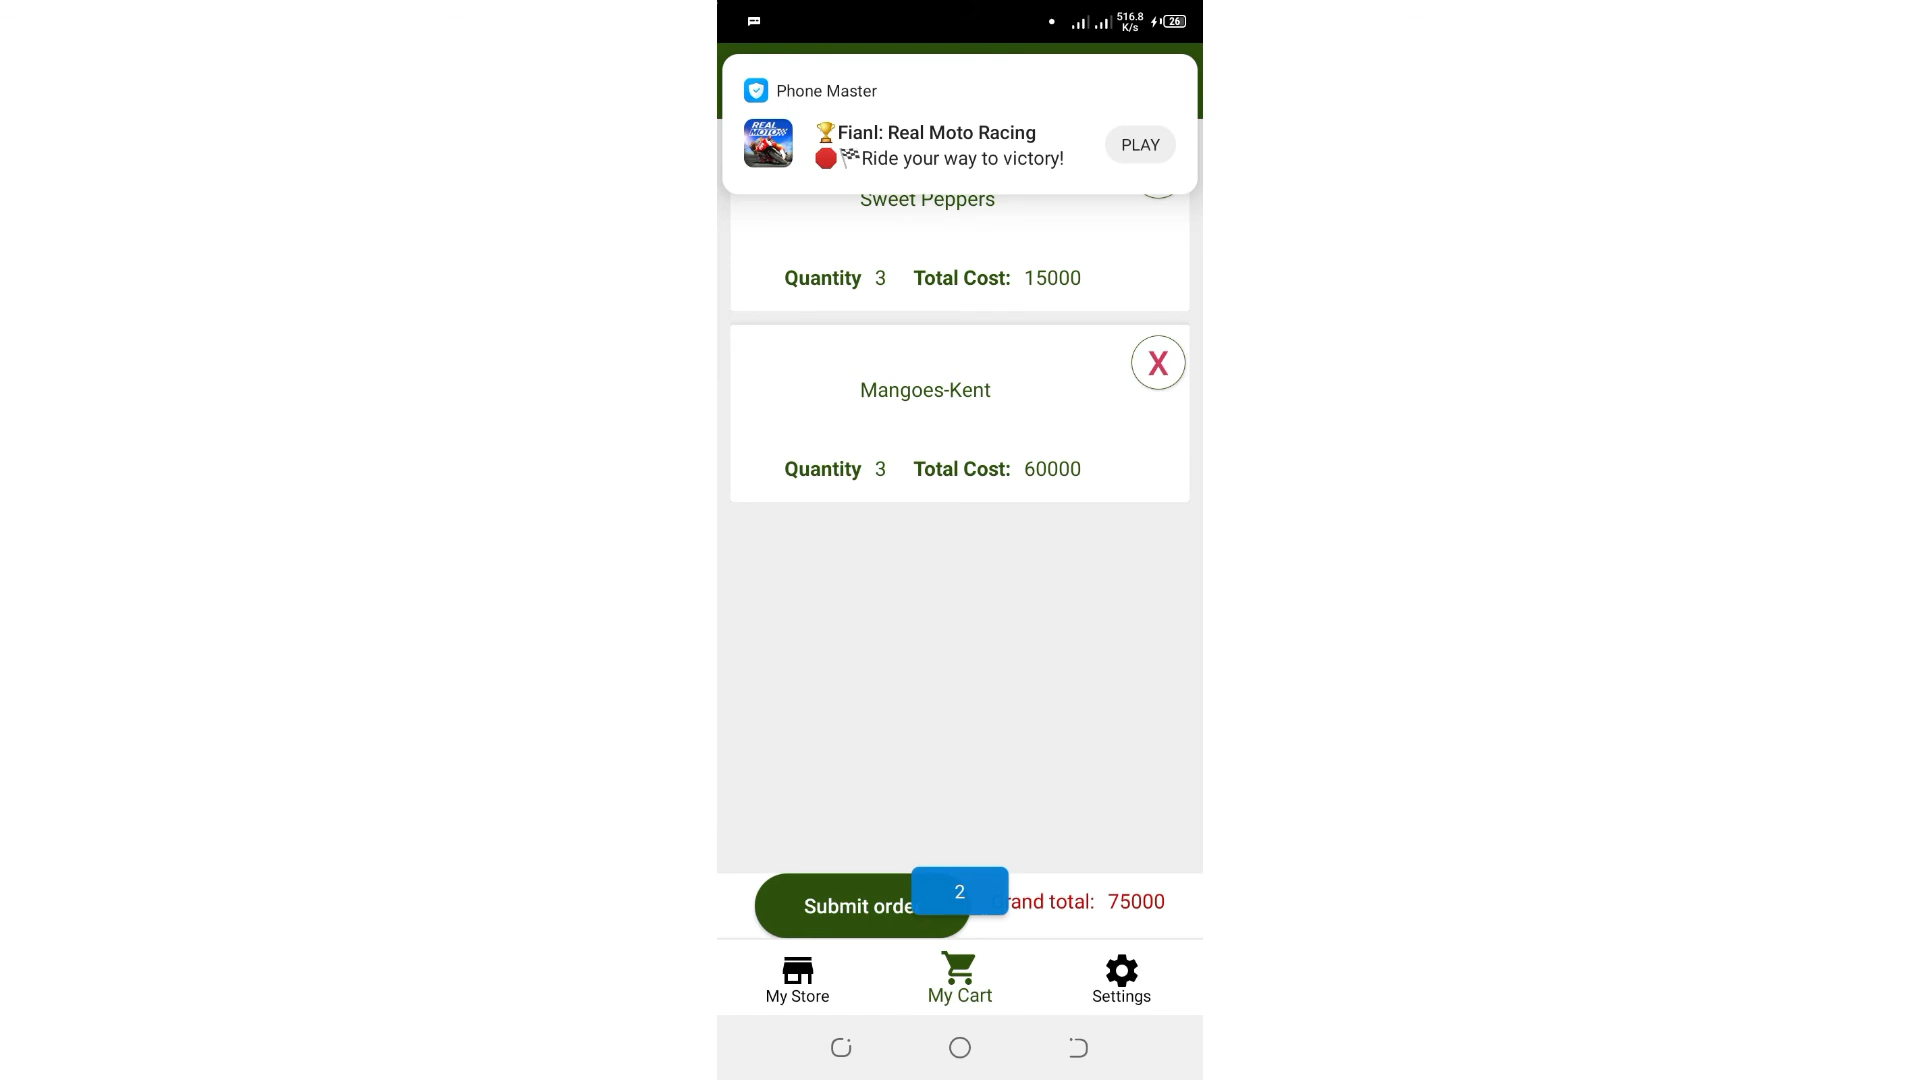 516.8
K/s
26
Phone Master
REAL
MOTO
🏆Fianl: Real Moto Racing
🛑🏁Ride your way to victory!
PLAY
Sweet Peppers
Quantity 3 Total Cost: 15000
X
Mangoes-Kent
Quantity 3 Total Cost: 60000
2
Submit orde
rand total: 75000
My Store
My Cart
Settings